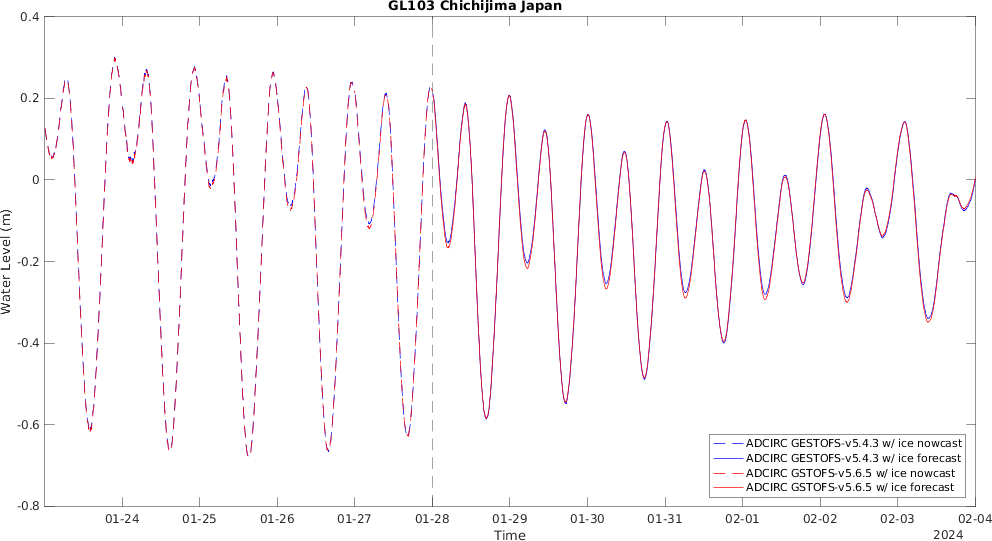 GL103 Chichijima Japan
0.4
0.2
0
-0.2
-0.4
-0.6
-0.8
Water Level (m)
ADCIRC GESTOFS-v5.4.3 w/ ice nowcast
ADCIRC GESTOFS-v5.4.3 w/ ice forecast
ADCIRC GSTOFS-v5.6.5 w/ ice nowcast
ADCIRC GSTOFS-v5.6.5 w/ ice forecast
01-24 01-25 01-26 01-27 01-28 01-29 01-30 01-31 02-01 02-02 02-03 02-04
Time
2024